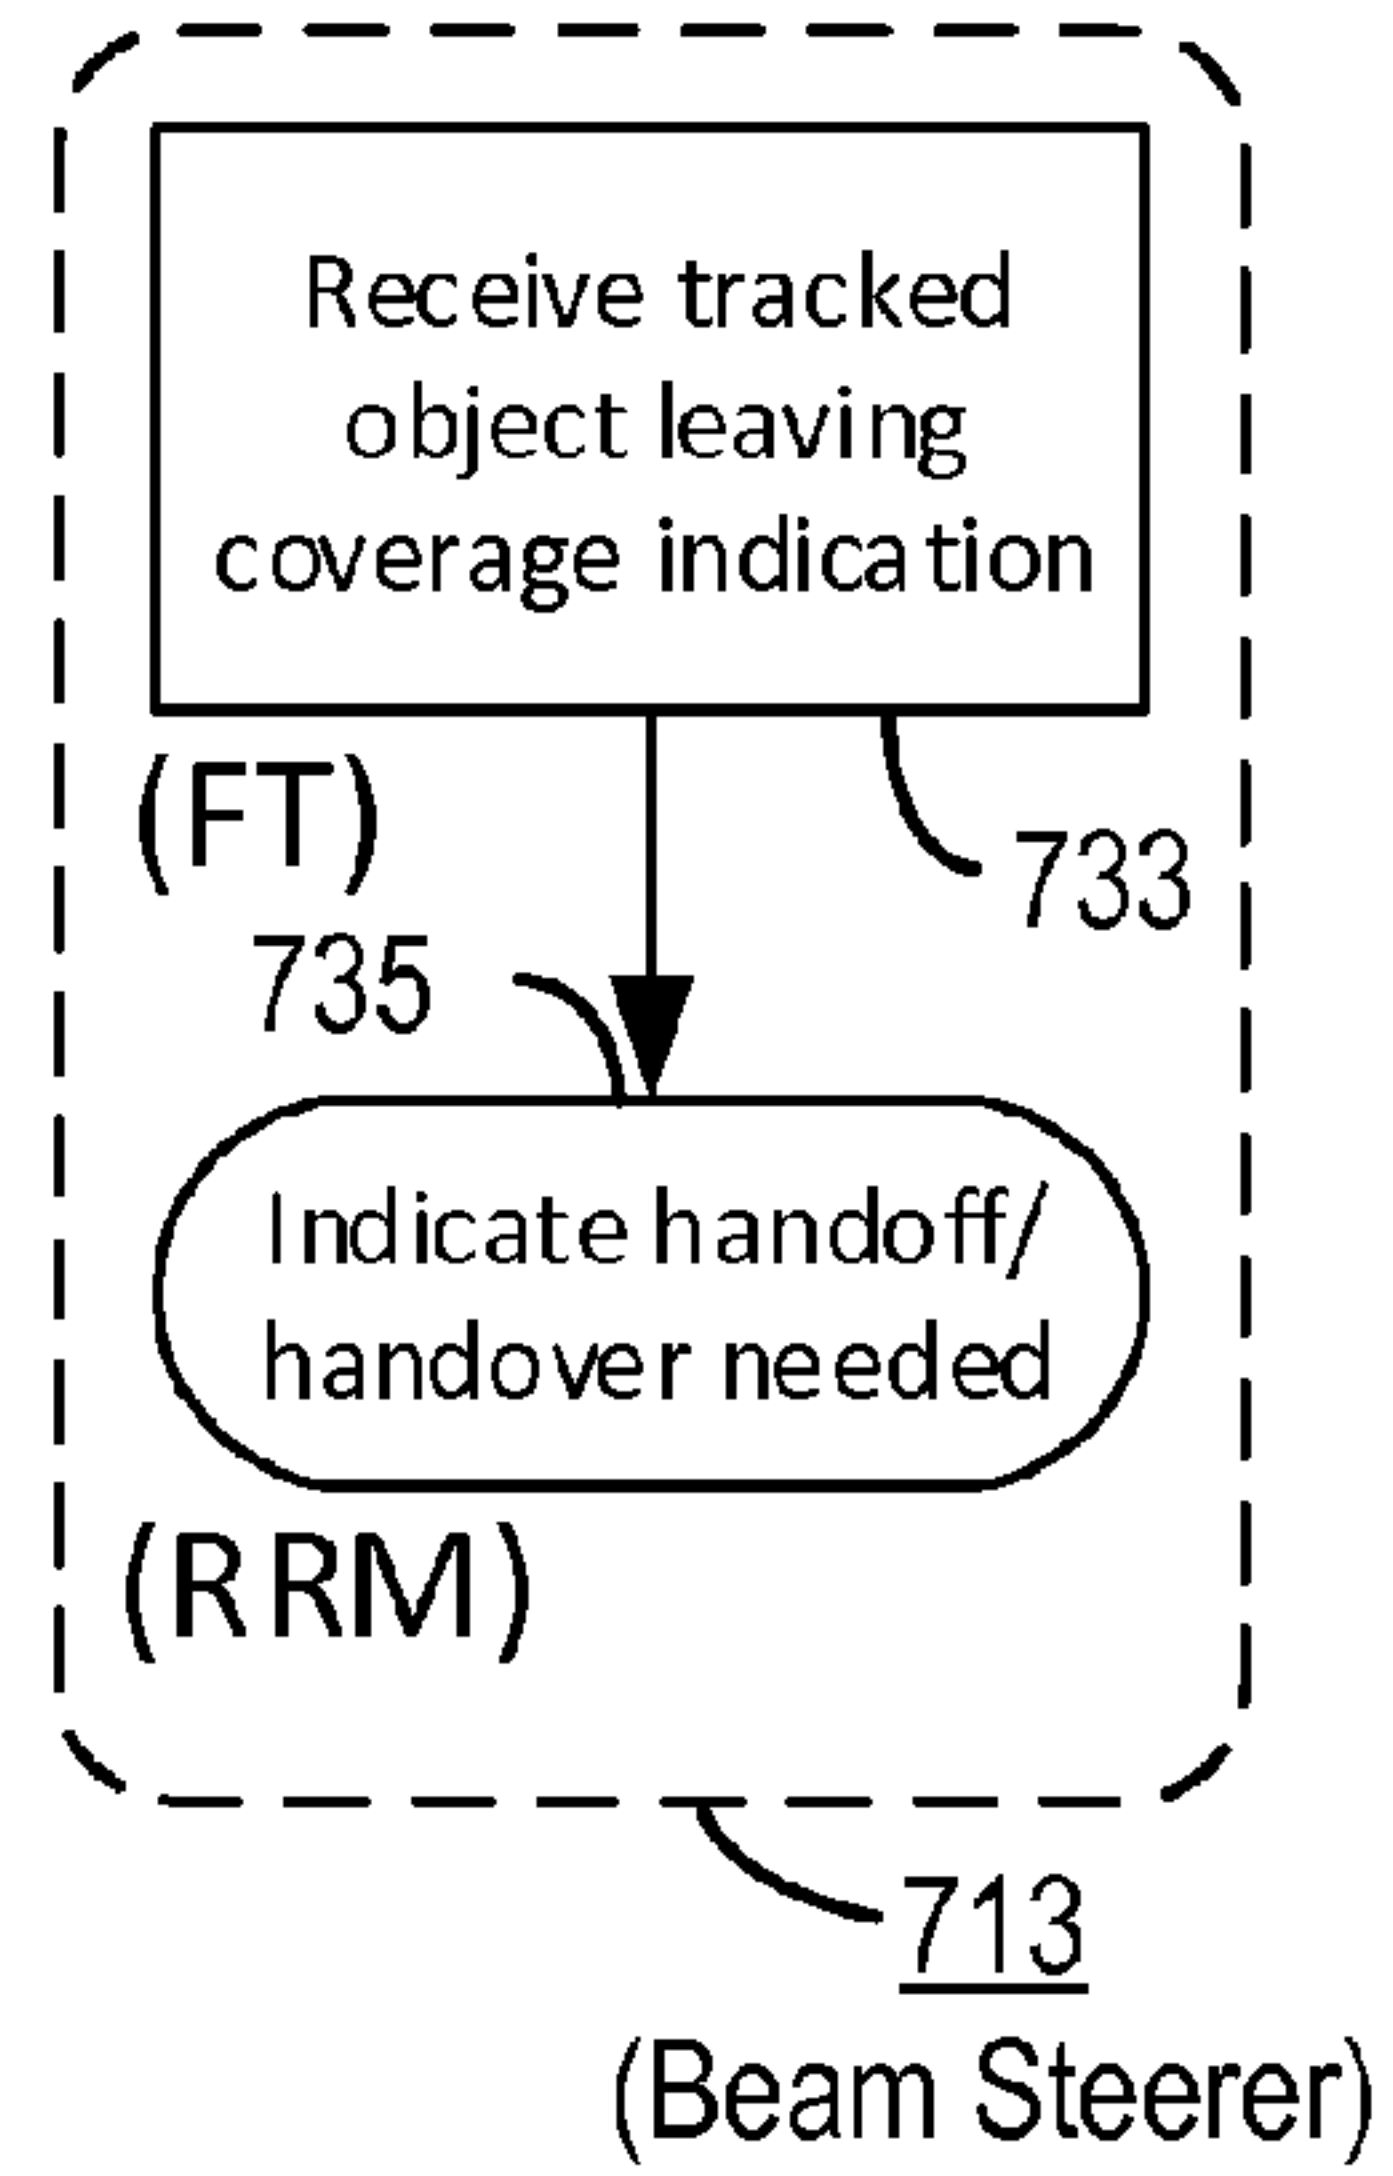 Receive tracked
object leaving
coverage indication
(FT)
733
735
Indicate handoff/
handover needed
(RRM)
713
(Beam Steerer)